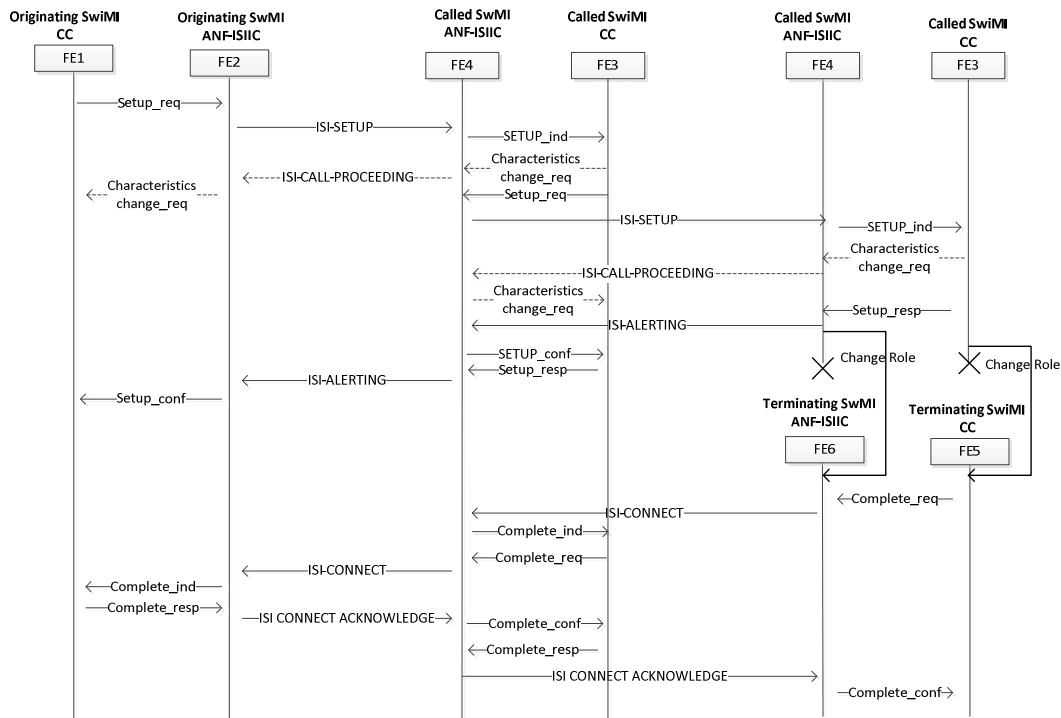 Originating SwiMI
CC
Originating SwMI
ANF-ISIIC
Called SwMI
ANF-ISIIC
Called SwiMI
CC
Called SwMI
ANF-ISIIC
Called SwiMI
CC
FE1
FE2
FE4
FE3
FE4
FE3
Setup_req
ISI-SETUP
SETUP_ind
Characteristics
change_req
ISI-CALL-PROCEEDING
Characteristics
change_req
Setup_req
ISI-SETUP
SETUP_ind
Characteristics
change_req
ISI-CALL-PROCEEDING
Characteristics
change_req
Setup_resp
ISI-ALERTING
SETUP_conf
Change Role
Change Role
Setup_resp
ISI-ALERTING
Setup_conf
Terminating SwMI
ANF-ISIIC
Terminating SwiMI
CC
FE6
FE5
Complete_req
ISI-CONNECT
Complete_ind
Complete_req
ISI-CONNECT
Complete_ind
Complete_resp
ISI CONNECT ACKNOWLEDGE
Complete_conf
Complete_resp
ISI CONNECT ACKNOWLEDGE
Complete_conf